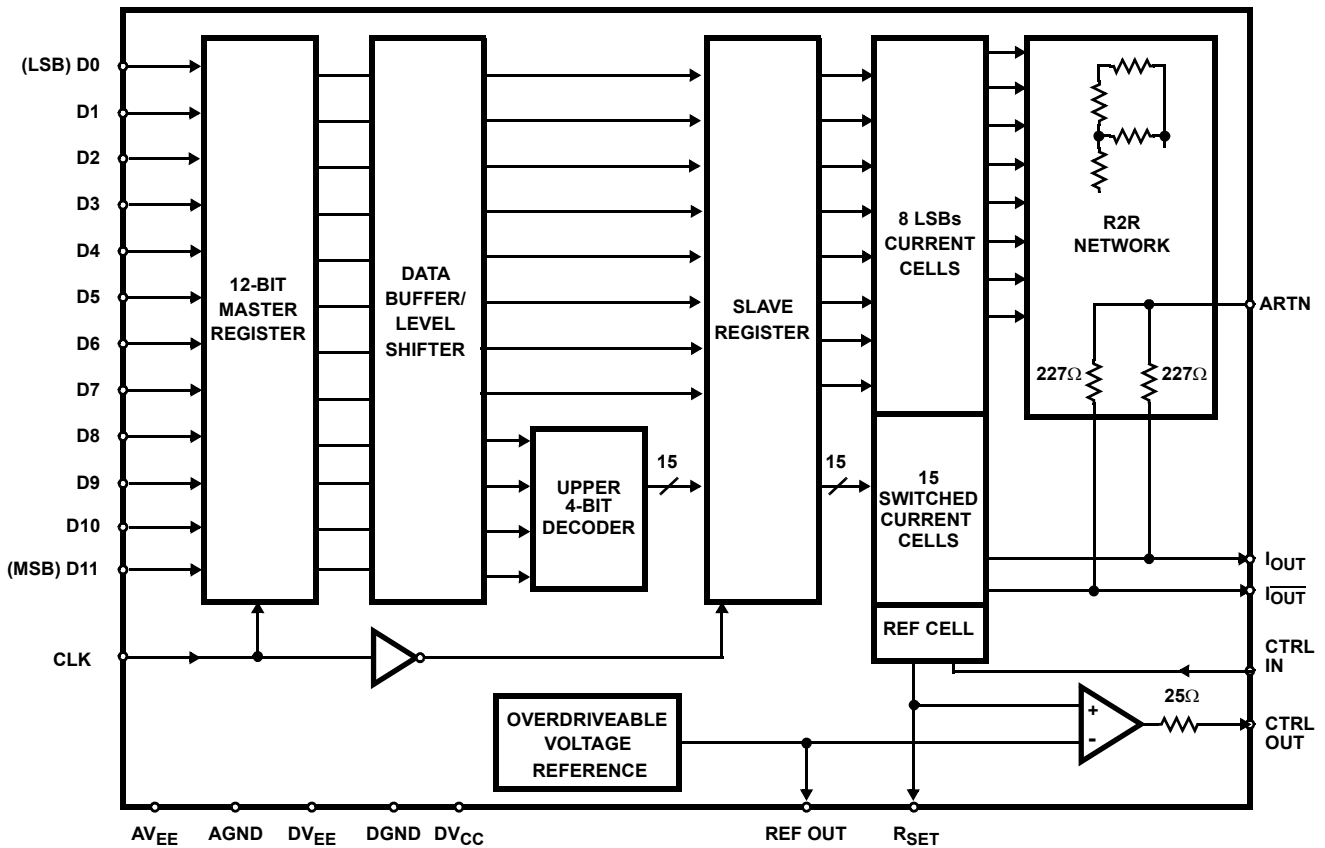 (LSB) D0
D1
D2
D3
D4
D5
D6
D7
D8
D9
D10
(MSB) D11
CLK
12-BIT
MASTER
REGISTER
DATA
BUFFER/
LEVEL
SHIFTER
UPPER
4-BIT
DECODER
15
SLAVE
REGISTER
15
8 LSBs
CURRENT
CELLS
15
SWITCHED
CURRENT
CELLS
REF CELL
R2R
NETWORK
227Ω
227Ω
ARTN
IOUT
IOUT
CTRL
IN
25Ω
+
-
CTRL
OUT
OVERDRIVEABLE
VOLTAGE
REFERENCE
AVEE
AGND
DVEE
DGND
DVCC
REF OUT
RSET